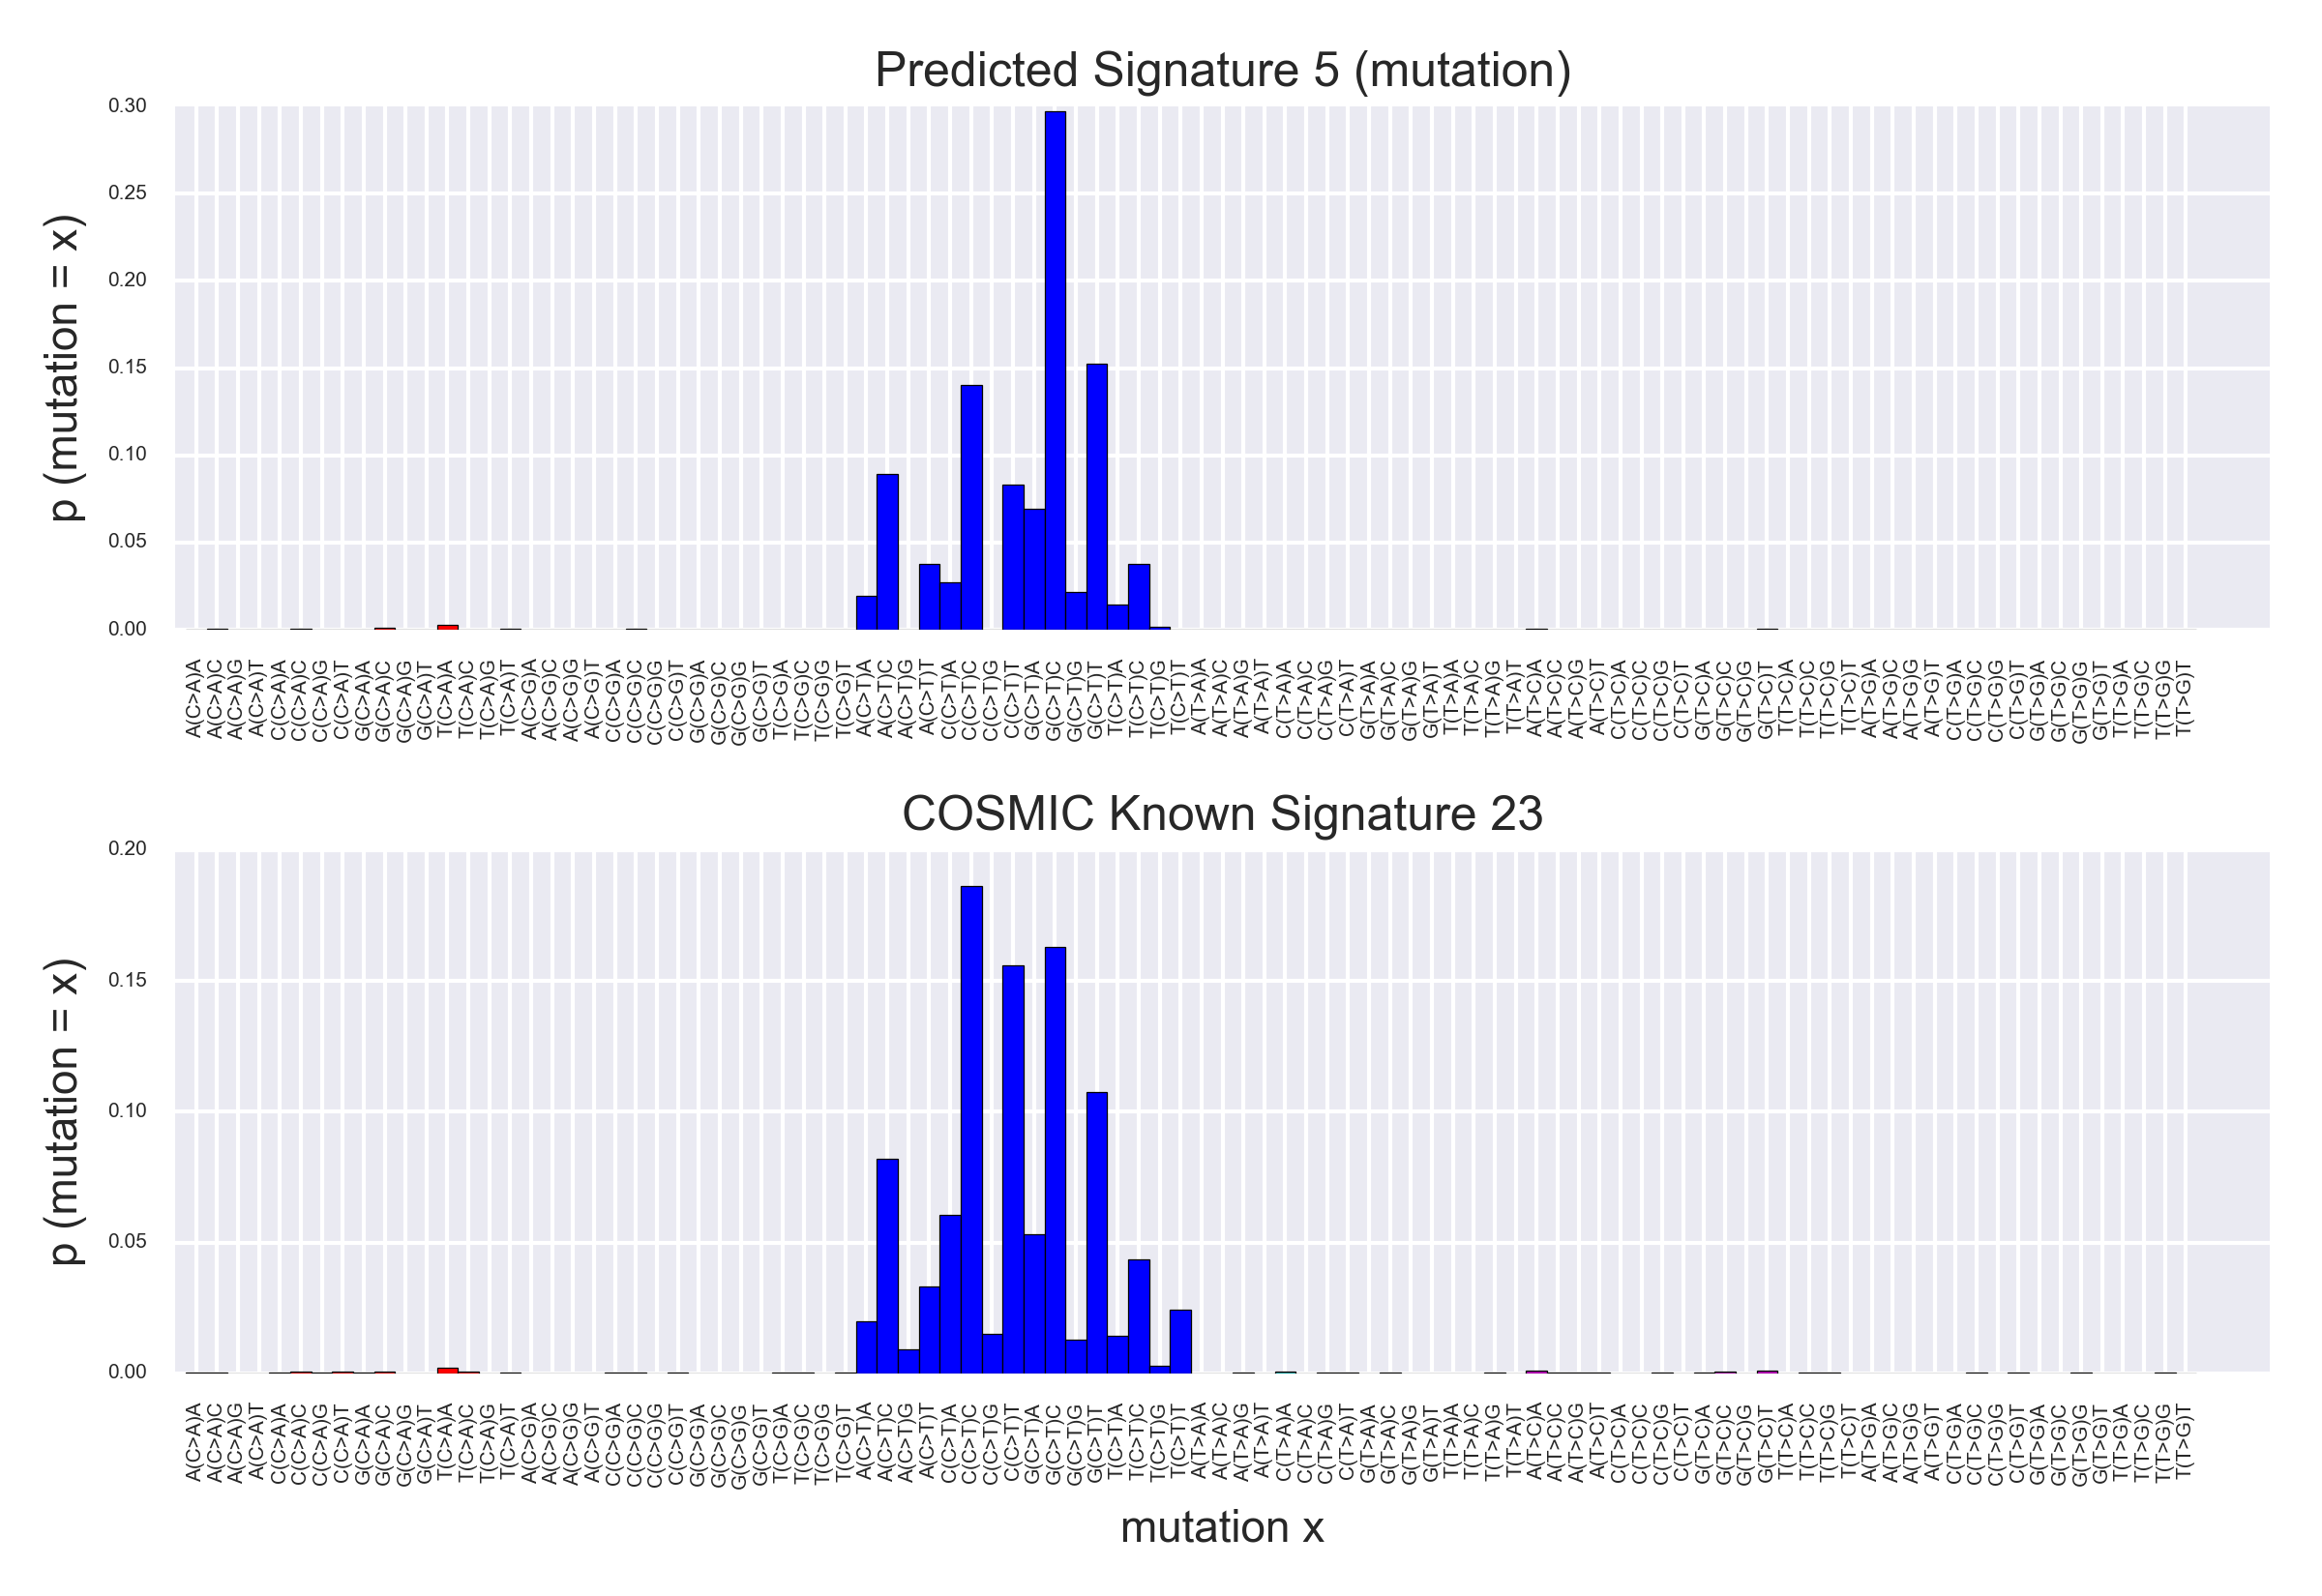 Predicted Signature 5 (mutation)
0.30
0.25
0.20
0.15
0.10
0.05
0.00
p (mutation = x)
A(C>A)A
A(C>A)C
A(C>A)G
A(C>A)T
C(C>A)A
C(C>A)C
C(C>A)G
C(C>A)T
G(C>A)A
G(C>A)C
G(C>A)G
G(C>A)T
T(C>A)A
T(C>A)C
T(C>A)G
T(C>A)T
A(C>G)A
A(C>G)C
A(C>G)G
A(C>G)T
C(C>G)A
C(C>G)C
C(C>G)G
C(C>G)T
G(C>G)A
G(C>G)C
G(C>G)G
G(C>G)T
T(C>G)A
T(C>G)C
T(C>G)G
T(C>G)T
A(C>T)A
A(C>T)C
A(C>T)G
A(C>T)T
C(C>T)A
C(C>T)C
C(C>T)G
C(C>T)T
G(C>T)A
G(C>T)C
G(C>T)G
G(C>T)T
T(C>T)A
T(C>T)C
T(C>T)G
T(C>T)T
A(T>A)A
A(T>A)C
A(T>A)G
A(T>A)T
C(T>A)A
C(T>A)C
C(T>A)G
C(T>A)T
G(T>A)A
G(T>A)C
G(T>A)G
G(T>A)T
T(T>A)A
T(T>A)C
T(T>A)G
T(T>A)T
A(T>C)A
A(T>C)C
A(T>C)G
A(T>C)T
C(T>C)A
C(T>C)C
C(T>C)G
C(T>C)T
G(T>C)A
G(T>C)C
G(T>C)G
G(T>C)T
T(T>C)A
T(T>C)C
T(T>C)G
T(T>C)T
A(T>G)A
A(T>G)C
A(T>G)G
A(T>G)T
C(T>G)A
C(T>G)C
C(T>G)G
C(T>G)T
G(T>G)A
G(T>G)C
G(T>G)G
G(T>G)T
T(T>G)A
T(T>G)C
T(T>G)G
T(T>G)T
COSMIC Known Signature 23
0.20
0.15
0.10
0.05
0.00
p (mutation = x)
A(C>A)A
A(C>A)C
A(C>A)G
A(C>A)T
C(C>A)A
C(C>A)C
C(C>A)G
C(C>A)T
G(C>A)A
G(C>A)C
G(C>A)G
G(C>A)T
T(C>A)A
T(C>A)C
T(C>A)G
T(C>A)T
A(C>G)A
A(C>G)C
A(C>G)G
A(C>G)T
C(C>G)A
C(C>G)C
C(C>G)G
C(C>G)T
G(C>G)A
G(C>G)C
G(C>G)G
G(C>G)T
T(C>G)A
T(C>G)C
T(C>G)G
T(C>G)T
A(C>T)A
A(C>T)C
A(C>T)G
A(C>T)T
C(C>T)A
C(C>T)C
C(C>T)G
C(C>T)T
G(C>T)A
G(C>T)C
G(C>T)G
G(C>T)T
T(C>T)A
T(C>T)C
T(C>T)G
T(C>T)T
A(T>A)A
A(T>A)C
A(T>A)G
A(T>A)T
C(T>A)A
C(T>A)C
C(T>A)G
C(T>A)T
G(T>A)A
G(T>A)C
G(T>A)G
G(T>A)T
T(T>A)A
T(T>A)C
T(T>A)G
T(T>A)T
A(T>C)A
A(T>C)C
A(T>C)G
A(T>C)T
C(T>C)A
C(T>C)C
C(T>C)G
C(T>C)T
G(T>C)A
G(T>C)C
G(T>C)G
G(T>C)T
T(T>C)A
T(T>C)C
T(T>C)G
T(T>C)T
A(T>G)A
A(T>G)C
A(T>G)G
A(T>G)T
C(T>G)A
C(T>G)C
C(T>G)G
C(T>G)T
G(T>G)A
G(T>G)C
G(T>G)G
G(T>G)T
T(T>G)A
T(T>G)C
T(T>G)G
T(T>G)T
mutation x